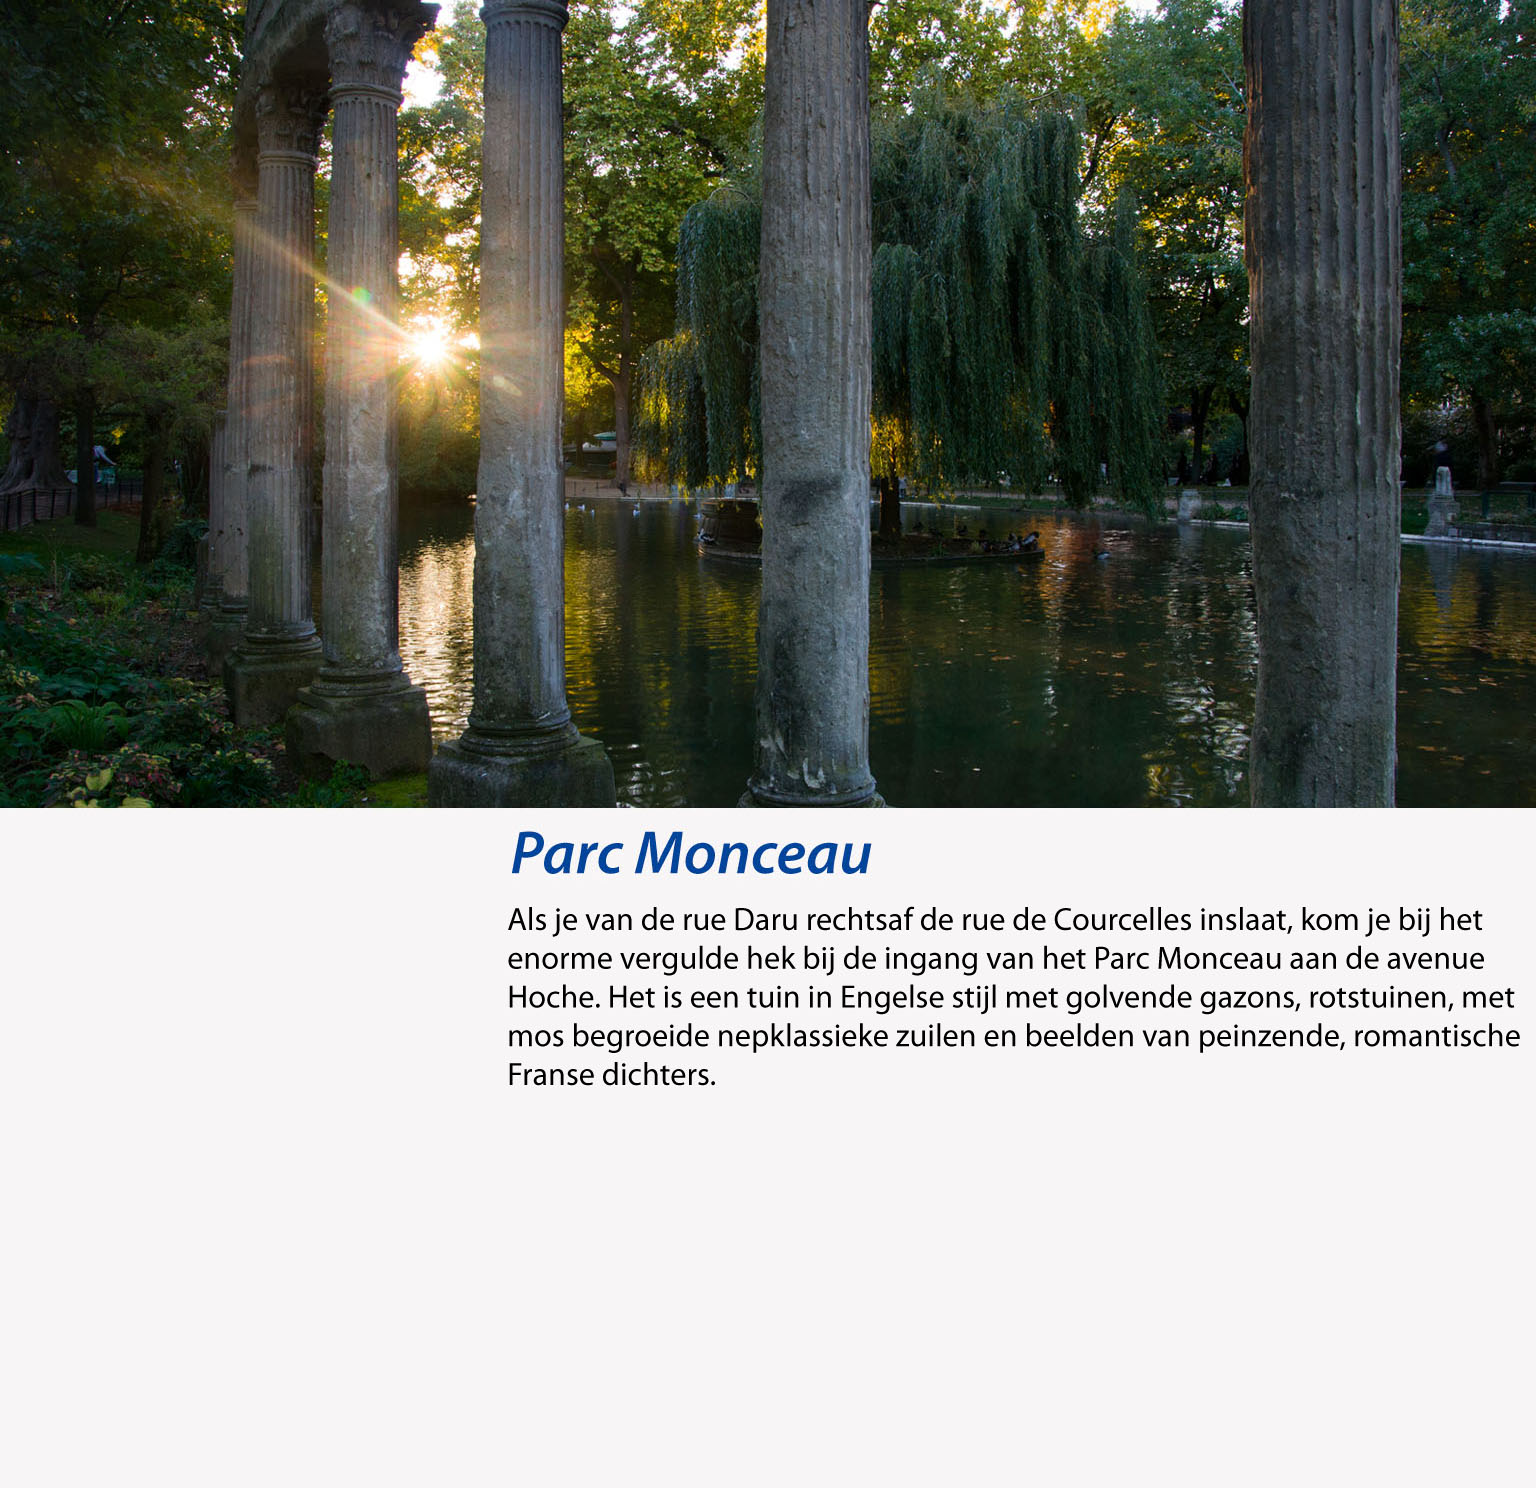 Parc Monceau
Als je van de rue Daru rechtsaf de rue de Courcelles inslaat, kom je bij het
enorme vergulde hek bij de ingang van het Parc Monceau aan de avenue
Hoche. Het is een tuin in Engelse stijl met golvende gazons, rotstuinen, met
mos begroeide nepklassieke zuilen en beelden van peinzende, romantische
Franse dichters.